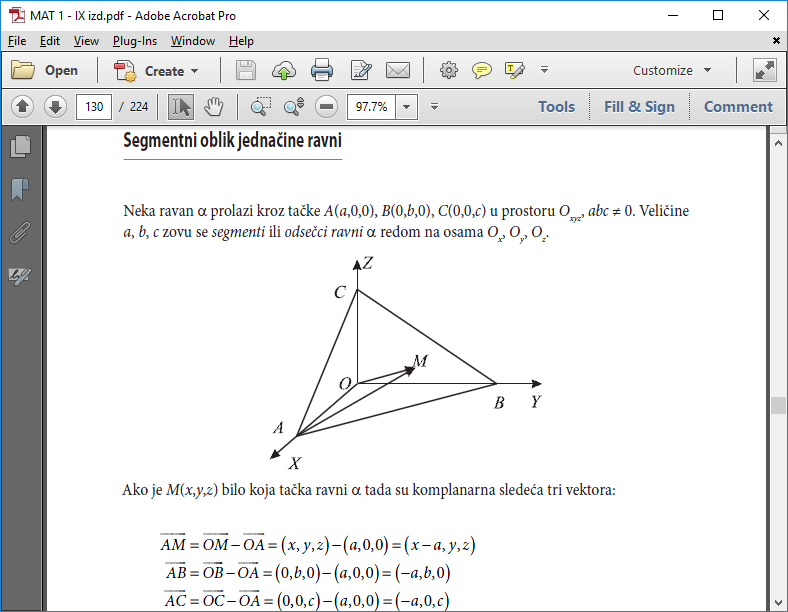 MAT 1 - IX izd.pdf - Adobe Acrobat Pro
File Edit View Plug-Ins Window Help
Open Create Customize
130 / 224 97.7% Tools Fill & Sign Comment
Segmentni oblik jednačine ravni
Neka ravan α prolazi kroz tačke A(a,0,0), B(0,b,0), C(0,0,c) u prostoru Oxyz, abc ≠ 0. Veličine
a, b, c zovu se segmenti ili odsečci ravni α redom na osama Ox, Oy, Oz.
Z
C
M
O
B Y
A
X
Ako je M(x,y,z) bilo koja tačka ravni α tada su komplanarna sledeća tri vektora:
AM = OM − OA = (x, y, z) − (a,0,0) = (x − a, y, z)
AB = OB − OA = (0,b,0) − (a,0,0) = (−a,b,0)
AC = OC − OA = (0,0,c) − (a,0,0) = (−a,0,c)